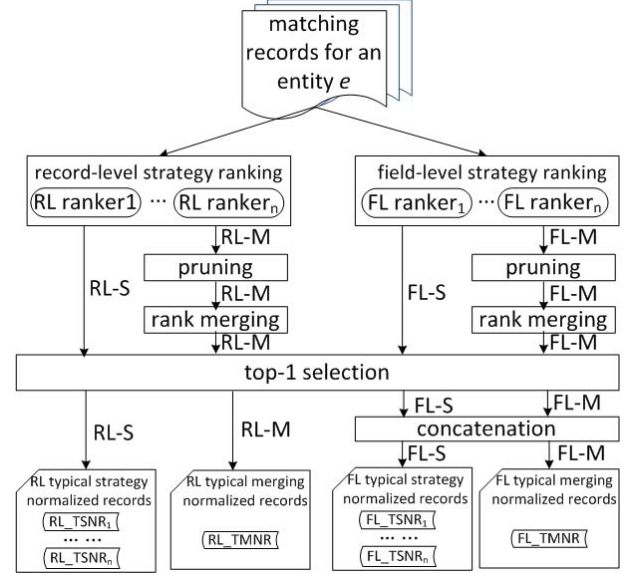 matching
records for an
entity e
record-level strategy ranking
RL ranker1 ··· RL rankerₙ
field-level strategy ranking
FL ranker₁ ··· FL rankerₙ
RL-M
FL-M
pruning
pruning
RL-S
RL-M
FL-S
FL-M
rank merging
rank merging
RL-M
FL-M
top-1 selection
RL-S
RL-M
FL-S
FL-M
concatenation
FL-S
FL-M
RL typical strategy
normalized records
RL_TSNR₁
··· ···
RL_TSNRₙ
RL typical merging
normalized records
RL_TMNR
FL typical strategy
normalized records
FL_TSNR₁
··· ···
FL_TSNRₙ
FL typical merging
normalized records
FL_TMNR